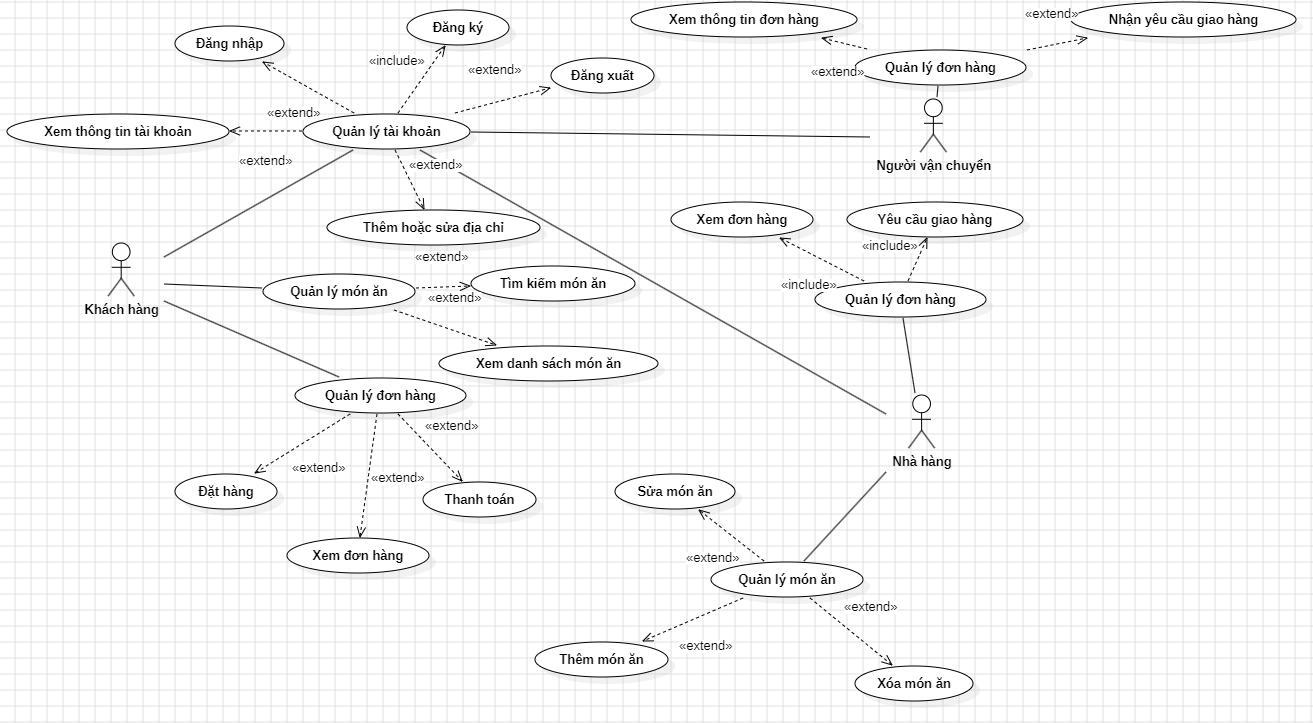 Xem thông tin đơn hàng
«extend»
Nhận yêu cầu giao hàng
Đăng ký
Đăng nhập
«include»
«extend»
Đăng xuất
«extend»
Quản lý đơn hàng
«extend»
Xem thông tin tài khoản
Quản lý tài khoản
«extend»
«extend»
Người vận chuyển
Thêm hoặc sửa địa chỉ
Xem đơn hàng
Yêu cầu giao hàng
«include»
«extend»
Tìm kiếm món ăn
«include»
Quản lý món ăn
«extend»
Quản lý đơn hàng
Khách hàng
Xem danh sách món ăn
Quản lý đơn hàng
«extend»
«extend»
«extend»
Nhà hàng
Đặt hàng
Thanh toán
Sửa món ăn
Xem đơn hàng
«extend»
Quản lý món ăn
«extend»
«extend»
Thêm món ăn
Xóa món ăn